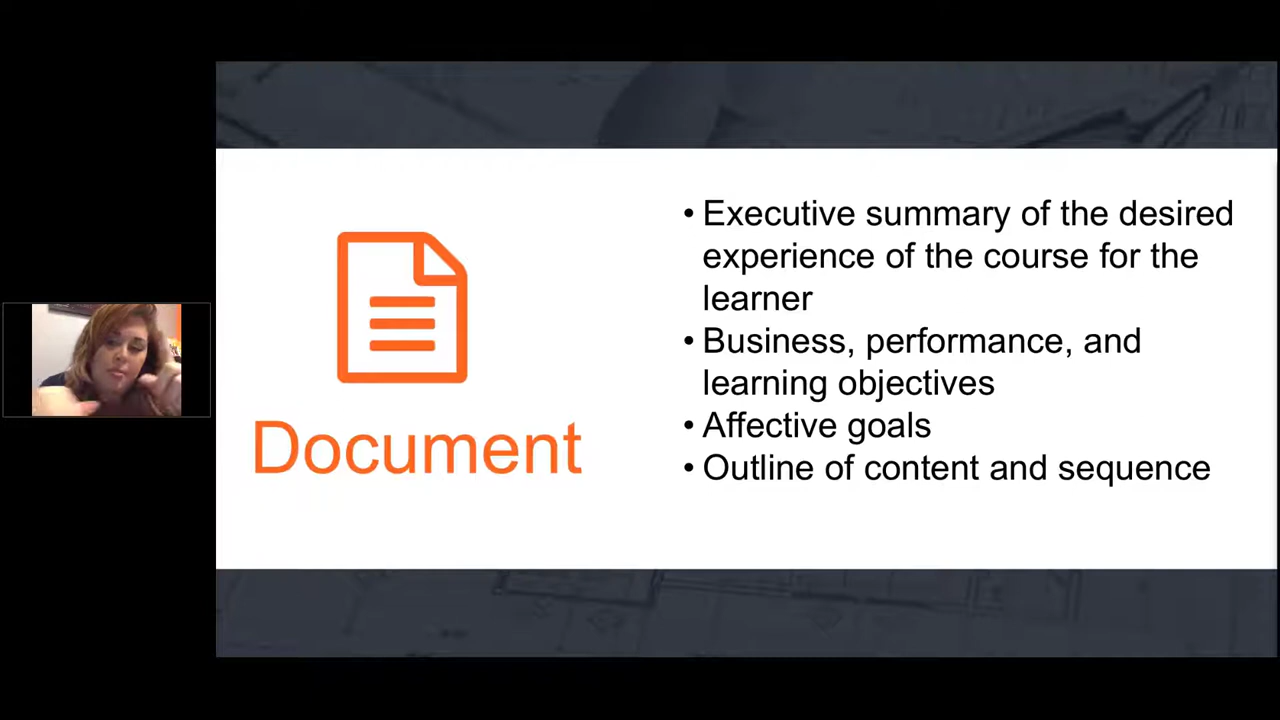 Document
• Executive summary of the desired
experience of the course for the
learner
• Business, performance, and
learning objectives
• Affective goals
• Outline of content and sequence